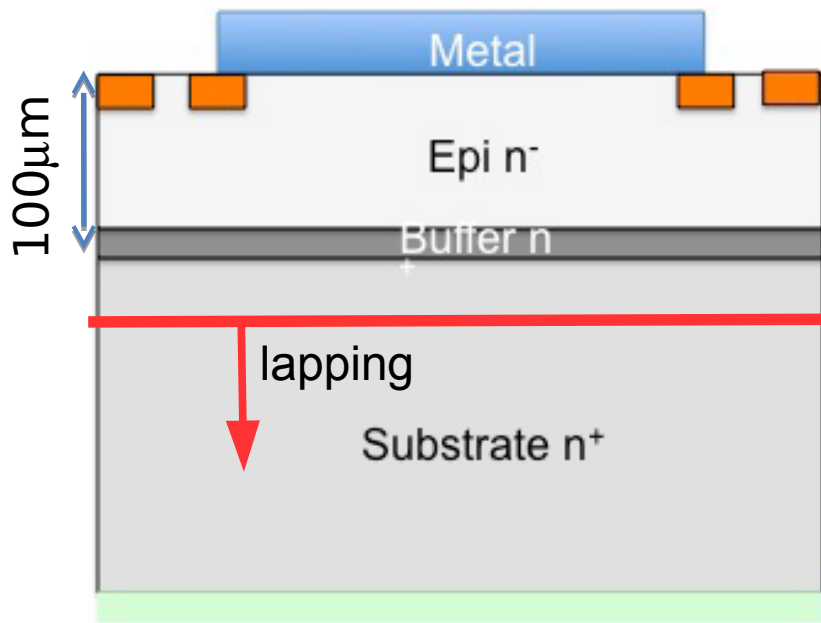 Metal
100μm
Epi n⁻
Buffer n
+
lapping
Substrate n⁺